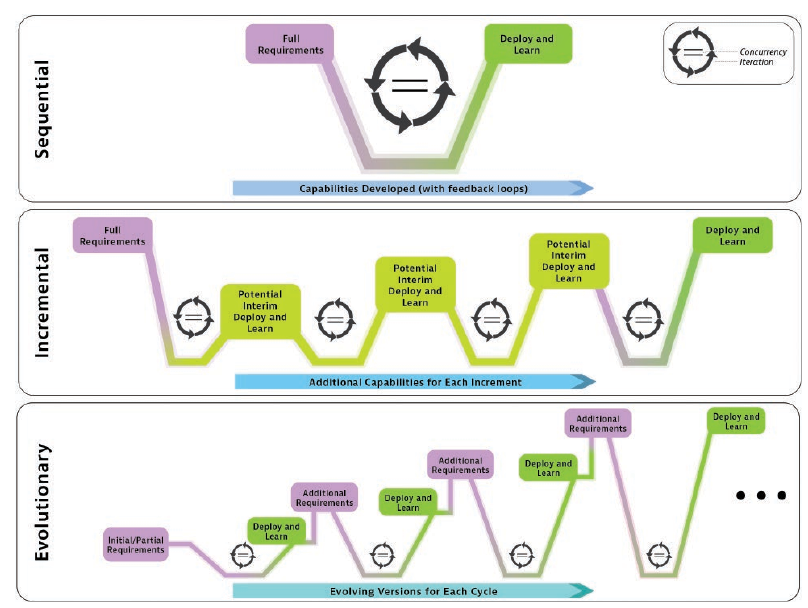 Sequential
Full
Requirements
Deploy and
Learn
Concurrency
Iteration
Capabilities Developed (with feedback loops)
Incremental
Full
Requirements
Potential
Interim
Deploy and
Learn
Potential
Interim
Deploy and
Learn
Potential
Interim
Deploy and
Learn
Deploy and
Learn
Additional Capabilities for Each Increment
Evolutionary
Initial/Partial
Requirements
Deploy and
Learn
Additional
Requirements
Deploy and
Learn
Additional
Requirements
Deploy and
Learn
Additional
Requirements
Deploy and
Learn
Evolving Versions for Each Cycle